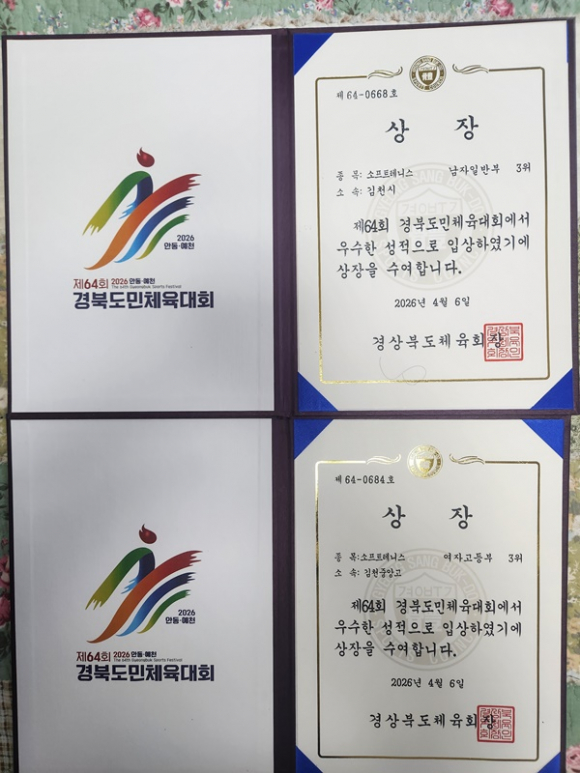 2026
안동·예천
제64회 2026 안동·예천
The 64th Gyeongbuk Sports Festival
경북도민체육대회
제 64-0668 호
상 장
종 목: 소프트테니스 남자일반부 3위
소 속: 김천시
제64회 경북도민체육대회에서
우수한 성적으로 입상하였기에
상장을 수여합니다.
2026년 4월 6일
경상북도체육회장
2026
안동·예천
제64회 2026 안동·예천
The 64th Gyeongbuk Sports Festival
경북도민체육대회
제 64-0684 호
상 장
종 목: 소프트테니스 여자고등부 3위
소 속: 김천중앙고
제64회 경북도민체육대회에서
우수한 성적으로 입상하였기에
상장을 수여합니다.
2026년 4월 6일
경상북도체육회장